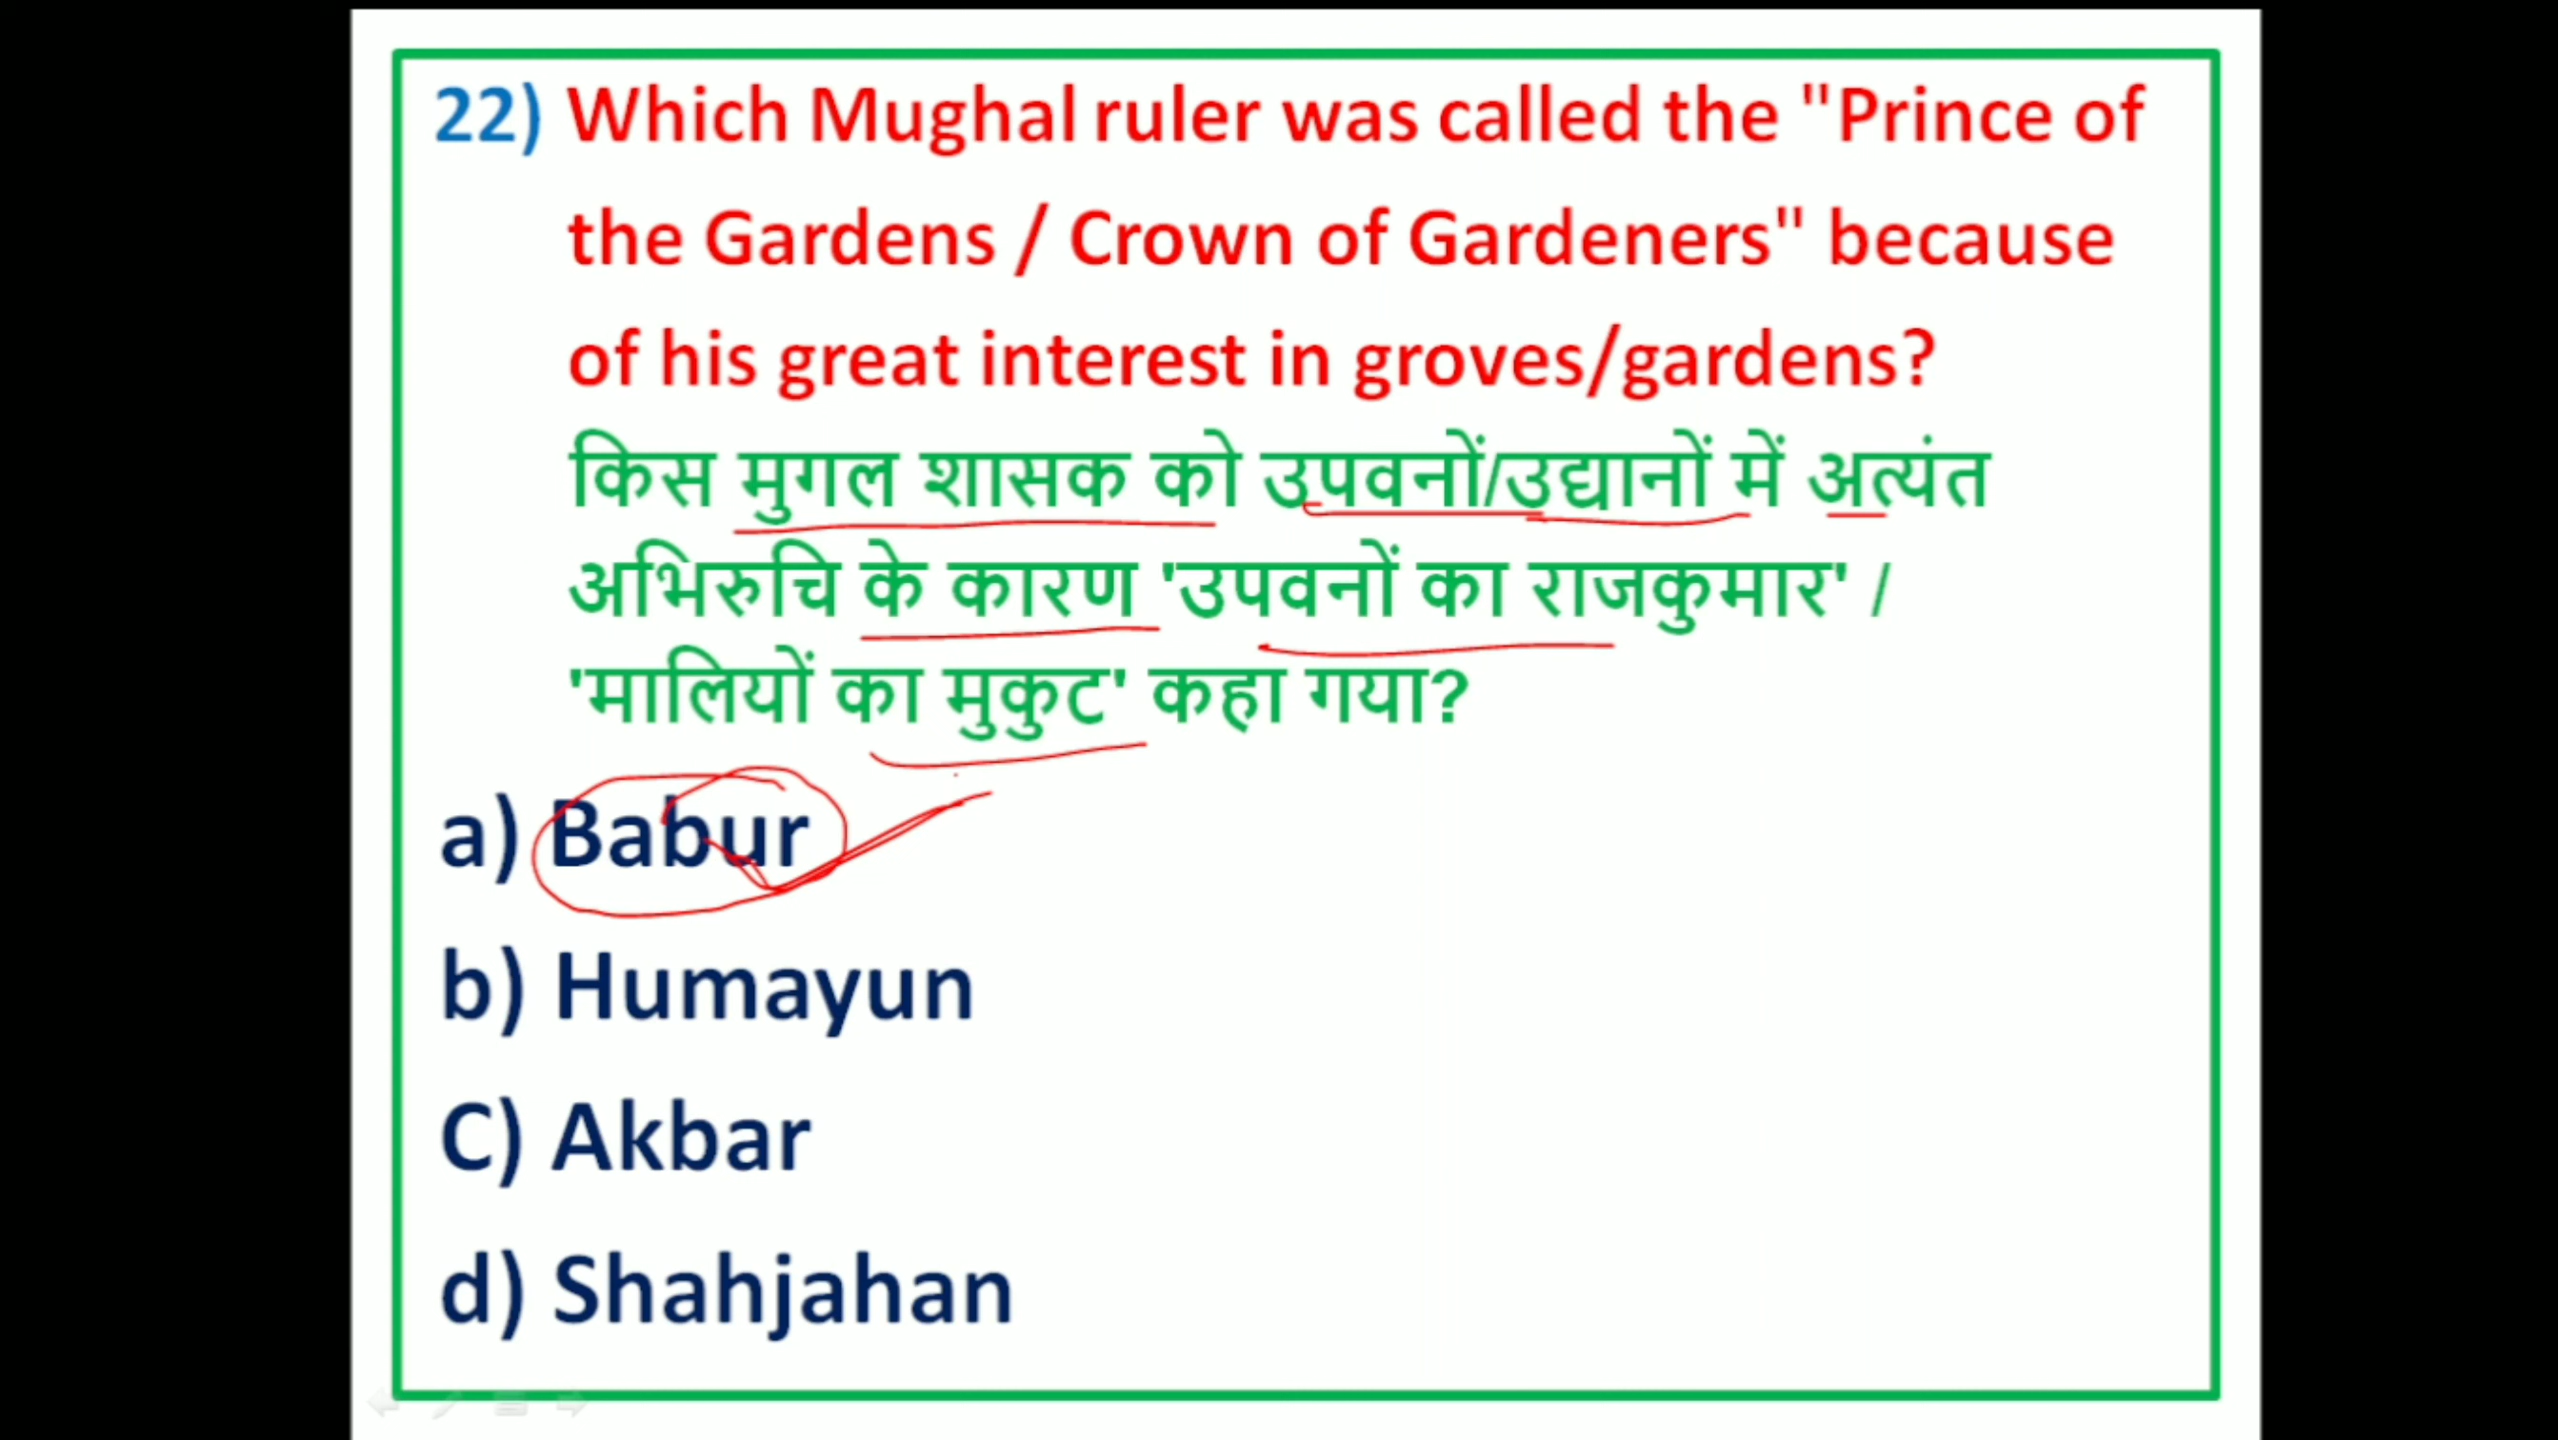 22) Which Mughal ruler was called the "Prince of
the Gardens / Crown of Gardeners" because
of his great interest in groves/gardens?
किस मुगल शासक को उपवनों/उद्यानों में अत्यंत
अभिरुचि के कारण 'उपवनों का राजकुमार' /
'मालियों का मुकुट' कहा गया?
a) Babur
b) Humayun
C) Akbar
d) Shahjahan